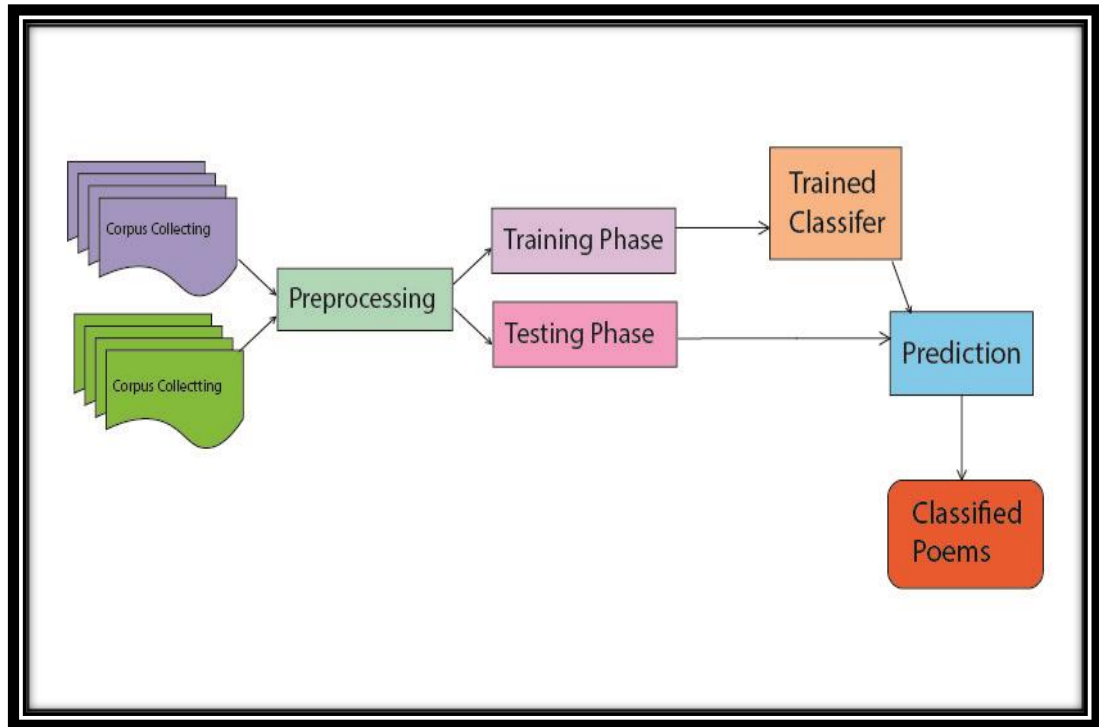 Corpus Collecting
Corpus Collectting
Preprocessing
Training Phase
Testing Phase
Trained
Classifer
Prediction
Classified
Poems